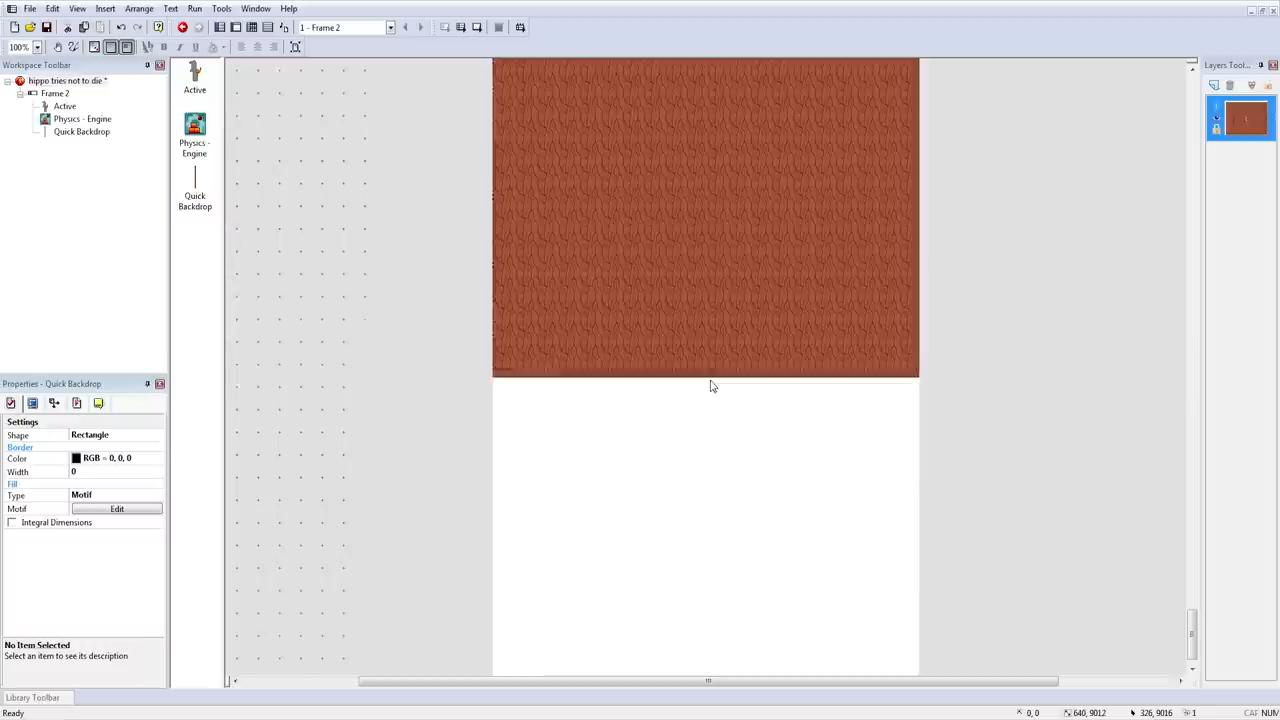 File Edit View Insert Arrange Text Run Tools Window Help
1 - Frame 2
100%
Workspace Toolbar
hippo tries not to die *
Frame 2
Active
Physics - Engine
Quick Backdrop
Active
Physics -
Engine
Quick
Backdrop
Layers Tool...
1
Properties - Quick Backdrop
Settings
Shape Rectangle
Border
Color RGB = 0, 0, 0
Width 0
Fill
Type Motif
Motif Edit
Integral Dimensions
No Item Selected
Select an item to see its description
Library Toolbar
Ready 0, 0 640, 9012 326, 9016 1 CAP NUM